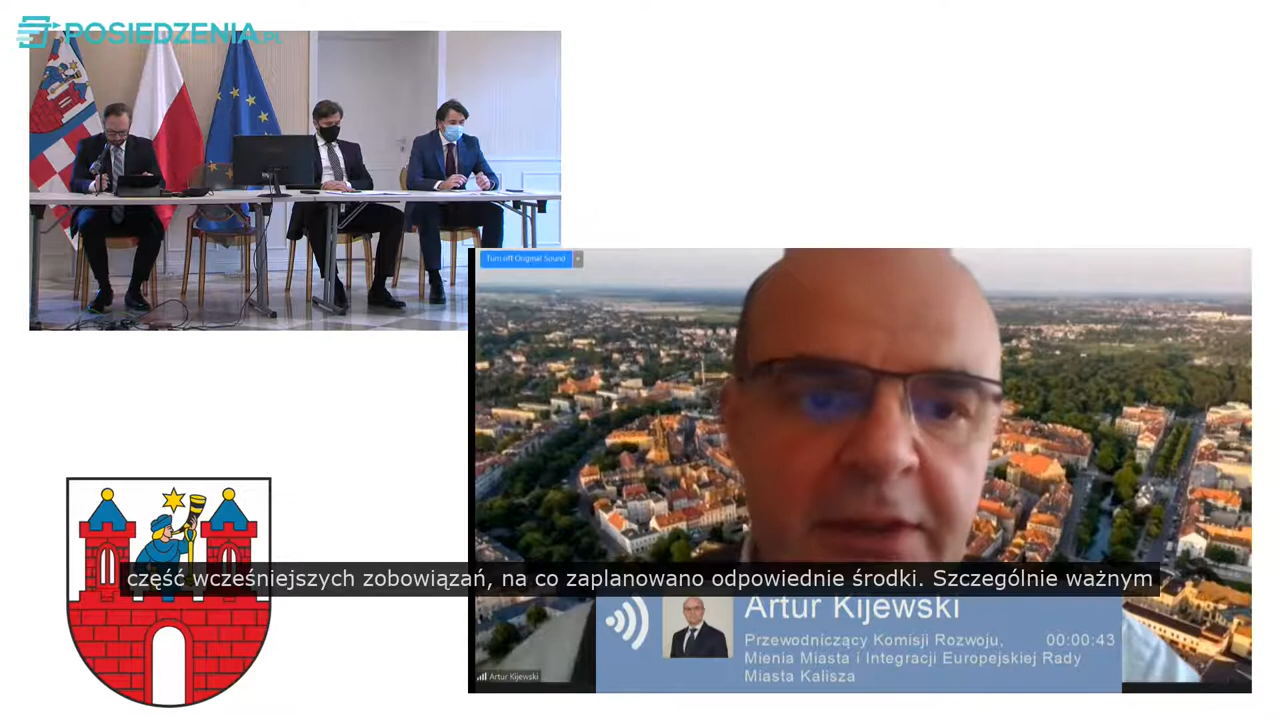 POSIEDZENIA.PL
Turn off Original Sound
część wcześniejszych zobowiązań, na co zaplanowano odpowiednie środki. Szczególnie ważnym
Artur Kijewski
Przewodniczący Komisji Rozwoju, 00:00:43
Mienia Miasta i Integracji Europejskiej Rady
Miasta Kalisza
Artur Kijewski